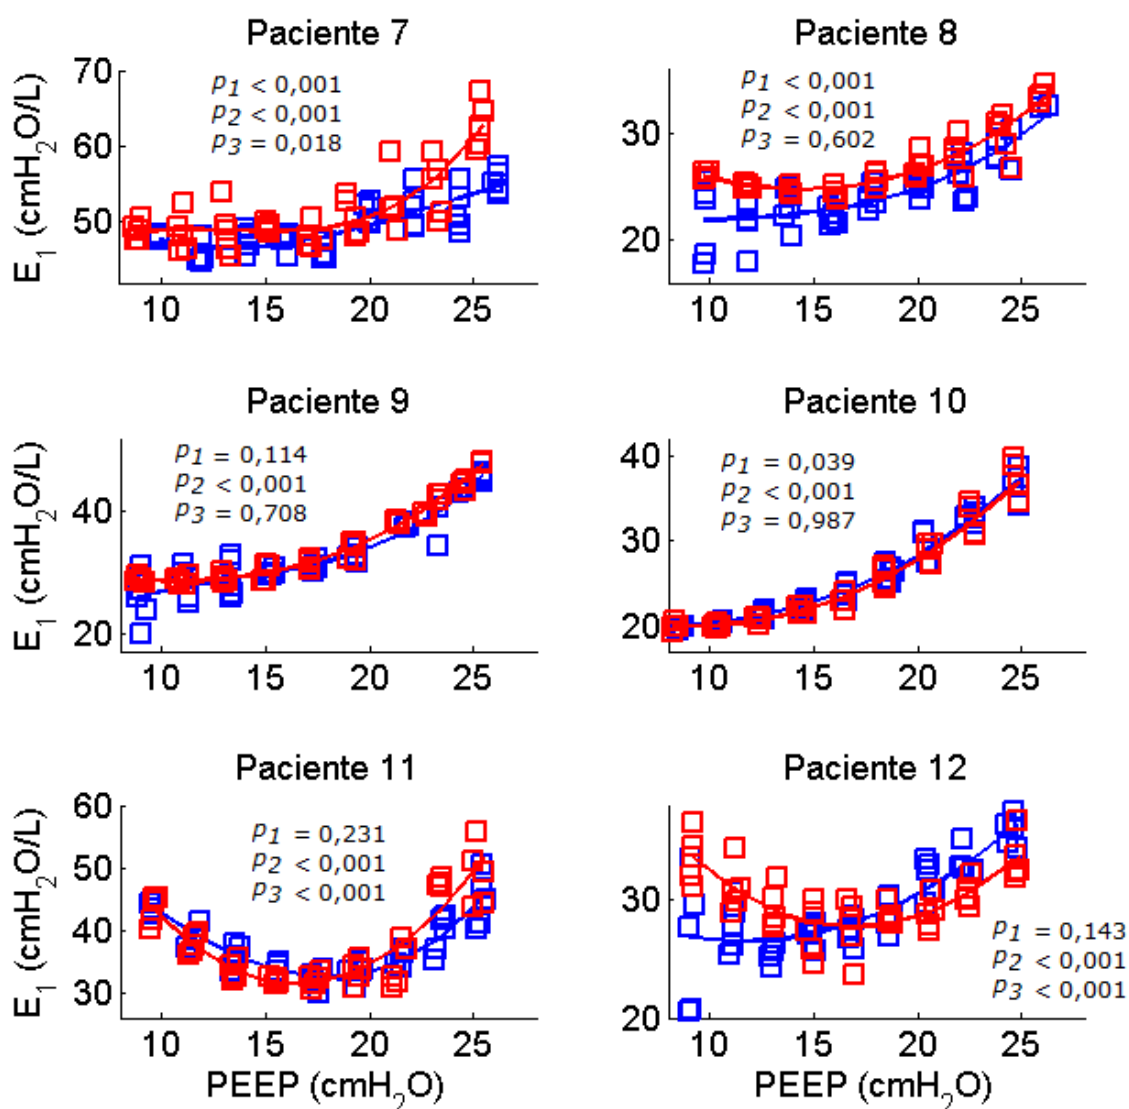 Paciente 7
p1 < 0,001
p2 < 0,001
p3 = 0,018
E1 (cmH2O/L)
70
60
50
10 15 20 25
Paciente 8
p1 < 0,001
p2 < 0,001
p3 = 0,602
30
20
10 15 20 25
Paciente 9
p1 = 0,114
p2 < 0,001
p3 = 0,708
E1 (cmH2O/L)
40
20
10 15 20 25
Paciente 10
p1 = 0,039
p2 < 0,001
p3 = 0,987
40
30
20
10 15 20 25
Paciente 11
p1 = 0,231
p2 < 0,001
p3 < 0,001
E1 (cmH2O/L)
60
50
40
30
10 15 20 25
PEEP (cmH2O)
Paciente 12
p1 = 0,143
p2 < 0,001
p3 < 0,001
30
20
10 15 20 25
PEEP (cmH2O)